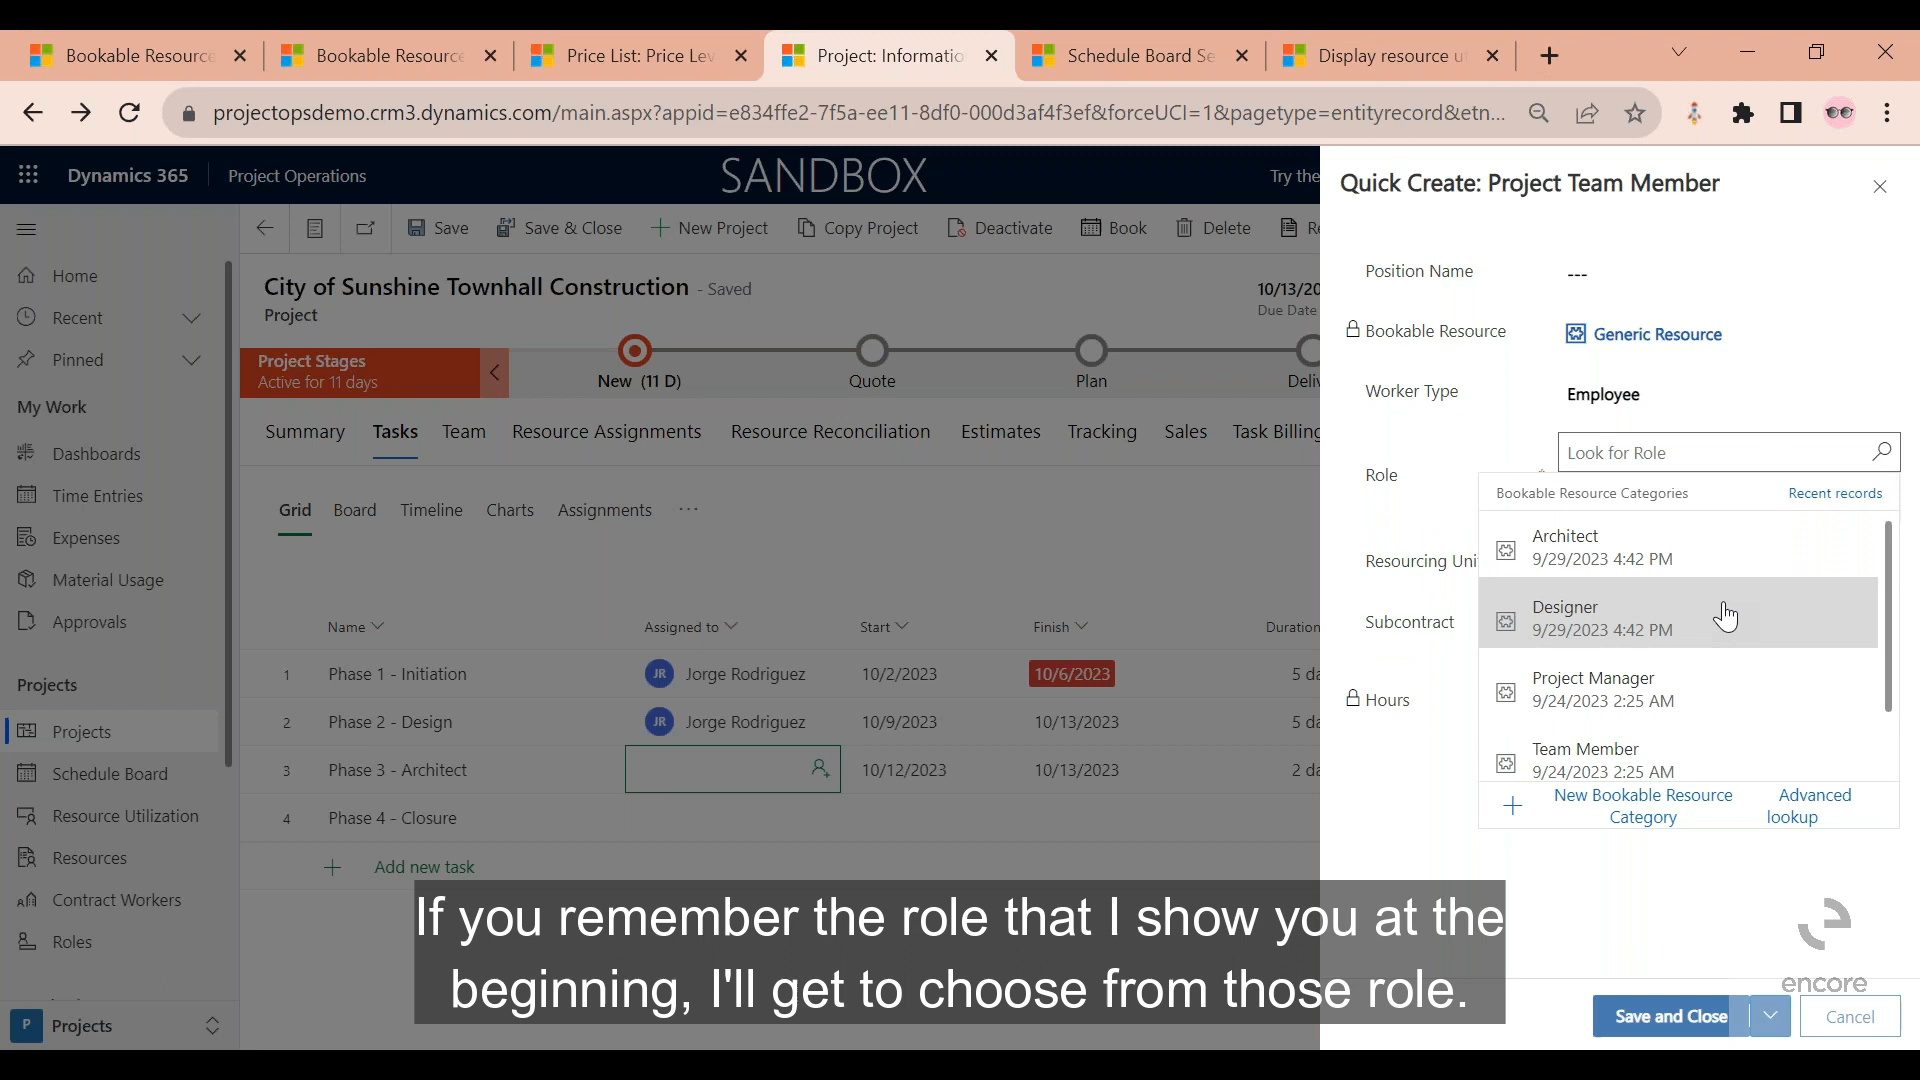 Bookable Resource
Bookable Resource
Price List: Price Lev
Project: Informatio
Schedule Board Se
Display resource ut
projectopsdemo.crm3.dynamics.com/main.aspx?appid=e834ffe2-7f5a-ee11-8df0-000d3af4f3ef&forceUCI=1&pagetype=entityrecord&etn...
Dynamics 365
Project Operations
SANDBOX
Try the
Save
Save & Close
New Project
Copy Project
Deactivate
Book
Delete
Re
Home
Recent
Pinned
My Work
Dashboards
Time Entries
Expenses
Material Usage
Approvals
Projects
Projects
Schedule Board
Resource Utilization
Resources
Contract Workers
Roles
P Projects
City of Sunshine Townhall Construction - Saved
Project
10/13/20
Due Date
Project Stages
Active for 11 days
New (11 D)
Quote
Plan
Deli
Summary
Tasks
Team
Resource Assignments
Resource Reconciliation
Estimates
Tracking
Sales
Task Billing
Grid
Board
Timeline
Charts
Assignments
...
Name
Assigned to
Start
Finish
Duration
1 Phase 1 - Initiation JR Jorge Rodriguez 10/2/2023 10/6/2023 5 da
2 Phase 2 - Design JR Jorge Rodriguez 10/9/2023 10/13/2023 5 da
3 Phase 3 - Architect 10/12/2023 10/13/2023 2 da
4 Phase 4 - Closure
Add new task
Quick Create: Project Team Member
Position Name ---
Bookable Resource Generic Resource
Worker Type Employee
Role
Look for Role
Bookable Resource Categories
Recent records
Architect
9/29/2023 4:42 PM
Designer
9/29/2023 4:42 PM
Project Manager
9/24/2023 2:25 AM
Team Member
9/24/2023 2:25 AM
New Bookable Resource
Category
Advanced
lookup
Resourcing Uni
Subcontract
Hours
If you remember the role that I show you at the
beginning, I'll get to choose from those role.
encore
Save and Close
Cancel